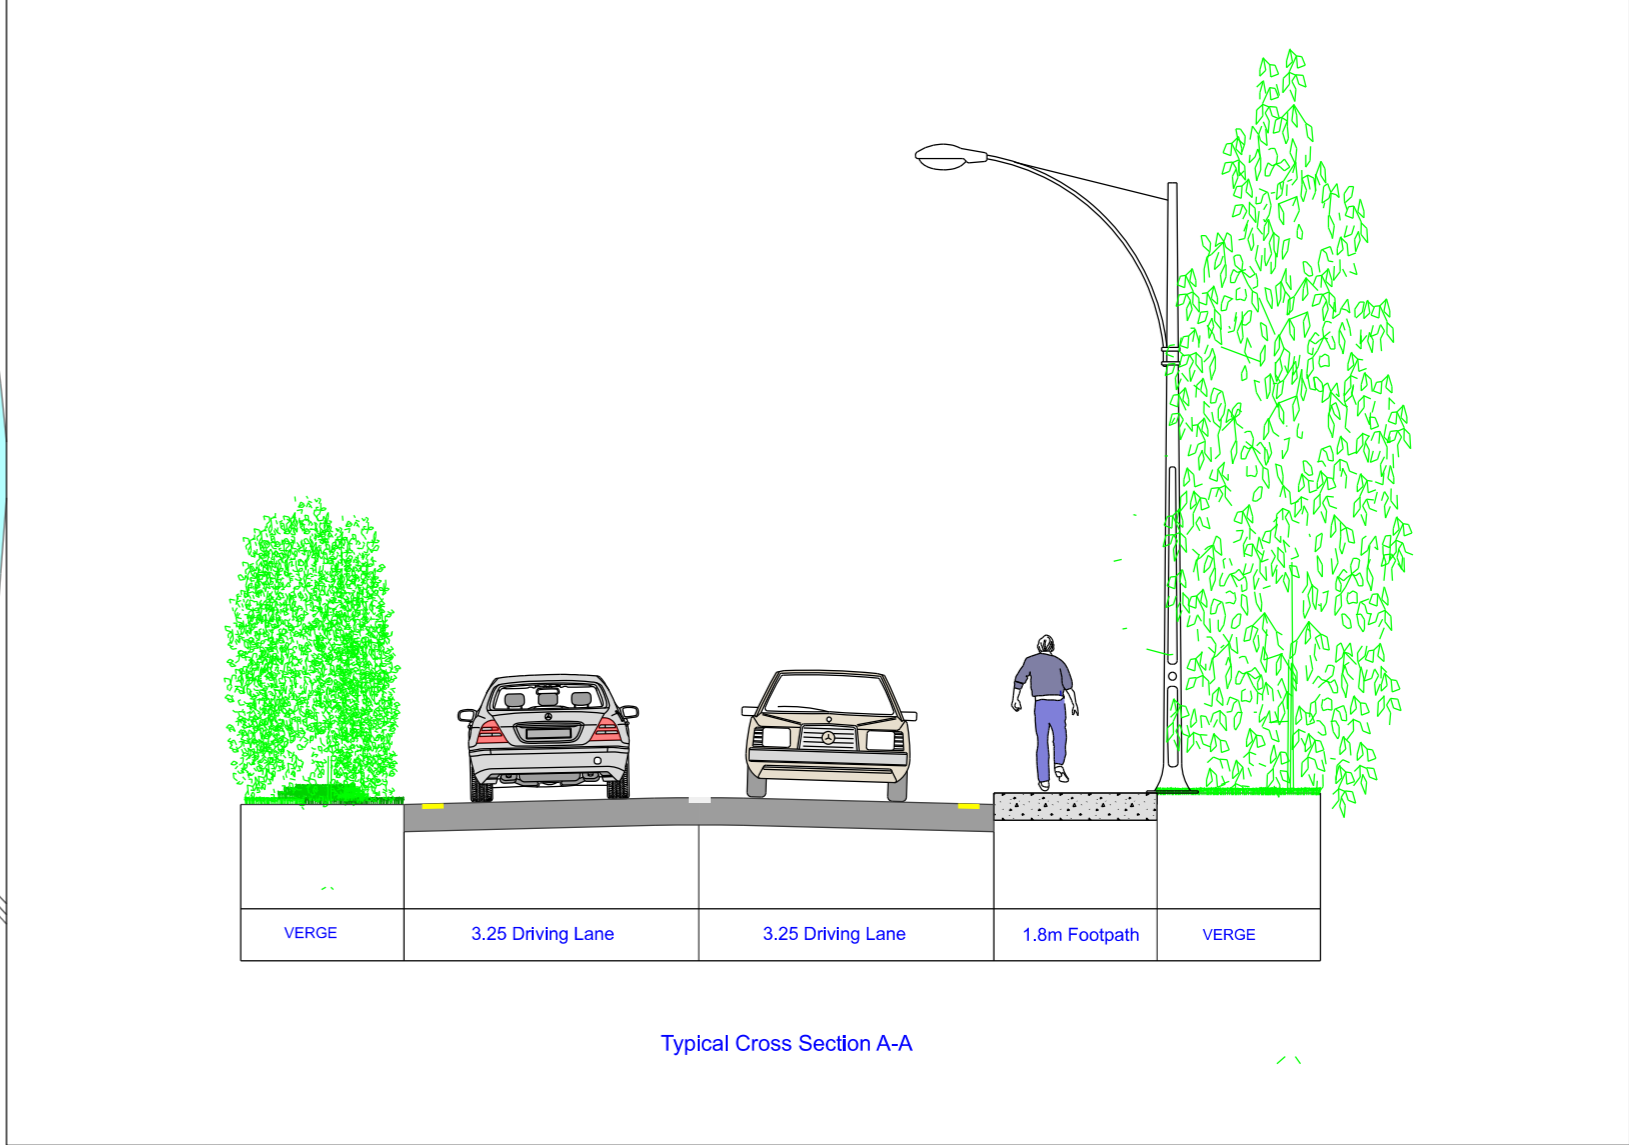 VERGE
3.25 Driving Lane
3.25 Driving Lane
1.8m Footpath
VERGE
Typical Cross Section A-A